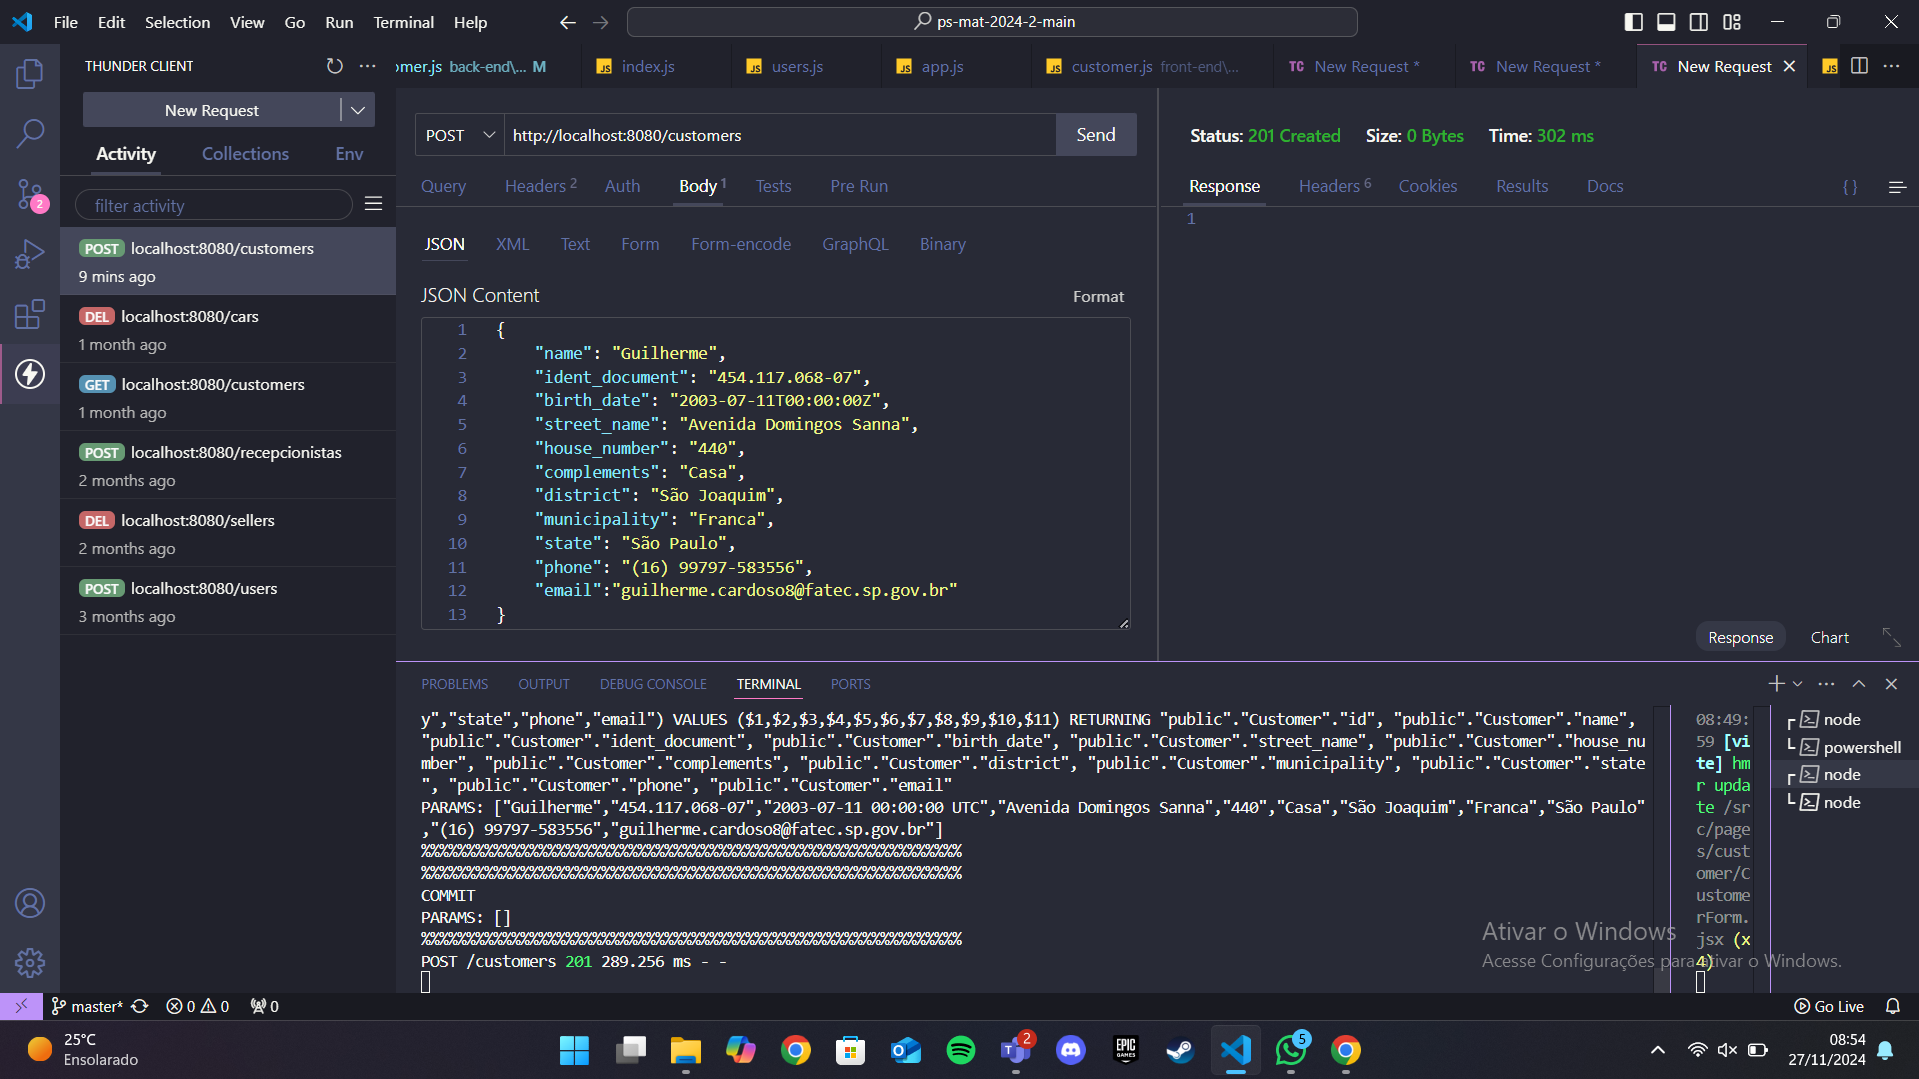 File Edit Selection View Go Run Terminal Help
ps-mat-2024-2-main
THUNDER CLIENT
New Request
Activity Collections Env
filter activity
POST localhost:8080/customers
9 mins ago
DEL localhost:8080/cars
1 month ago
GET localhost:8080/customers
1 month ago
POST localhost:8080/recepcionistas
2 months ago
DEL localhost:8080/sellers
2 months ago
POST localhost:8080/users
3 months ago
2
omer.js back-end\... M
JS index.js
JS users.js
JS app.js
JS customer.js front-end\...
TC New Request *
TC New Request *
TC New Request
JS
POST http://localhost:8080/customers Send
Query Headers 2 Auth Body 1 Tests Pre Run
JSON XML Text Form Form-encode GraphQL Binary
JSON Content Format
1 {
2 "name": "Guilherme",
3 "ident_document": "454.117.068-07",
4 "birth_date": "2003-07-11T00:00:00Z",
5 "street_name": "Avenida Domingos Sanna",
6 "house_number": "440",
7 "complements": "Casa",
8 "district": "São Joaquim",
9 "municipality": "Franca",
10 "state": "São Paulo",
11 "phone": "(16) 99797-583556",
12 "email":"guilherme.cardoso8@fatec.sp.gov.br"
13 }
Status: 201 Created Size: 0 Bytes Time: 302 ms
Response Headers 6 Cookies Results Docs {}
1
Response Chart
PROBLEMS OUTPUT DEBUG CONSOLE TERMINAL PORTS
y","state","phone","email") VALUES ($1,$2,$3,$4,$5,$6,$7,$8,$9,$10,$11) RETURNING "public"."Customer"."id", "public"."Customer"."name",
"public"."Customer"."ident_document", "public"."Customer"."birth_date", "public"."Customer"."street_name", "public"."Customer"."house_nu
mber", "public"."Customer"."complements", "public"."Customer"."district", "public"."Customer"."municipality", "public"."Customer"."state
", "public"."Customer"."phone", "public"."Customer"."email"
PARAMS: ["Guilherme","454.117.068-07","2003-07-11 00:00:00 UTC","Avenida Domingos Sanna","440","Casa","São Joaquim","Franca","São Paulo"
,"(16) 99797-583556","guilherme.cardoso8@fatec.sp.gov.br"]
%%%%%%%%%%%%%%%%%%%%%%%%%%%%%%%%%%%%%%%%%%%%%%%%%%%%%%%%%%%%
%%%%%%%%%%%%%%%%%%%%%%%%%%%%%%%%%%%%%%%%%%%%%%%%%%%%%%%%%%%%
COMMIT
PARAMS: []
%%%%%%%%%%%%%%%%%%%%%%%%%%%%%%%%%%%%%%%%%%%%%%%%%%%%%%%%%%%%
POST /customers 201 289.256 ms - -
08:49:
59 [vi
te] hm
r upda
te /sr
c/page
s/cust
omer/C
ustome
rForm.
jsx (x
4)
node
powershell
node
node
Ativar o Windows
Acesse Configurações para ativar o Windows.
master* 0 0 0
Go Live
25°C
Ensolarado
2
EPIC GAMES
5
08:54
27/11/2024